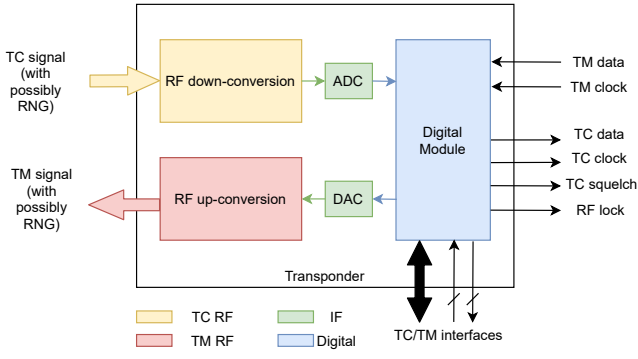 TC signal
(with
possibly
RNG)
RF down-conversion
ADC
Digital
Module
TM data
TM clock
TC data
TC clock
TC squelch
RF lock
TM signal
(with
possibly
RNG)
RF up-conversion
DAC
Transponder
TC RF
IF
TM RF
Digital
TC/TM interfaces